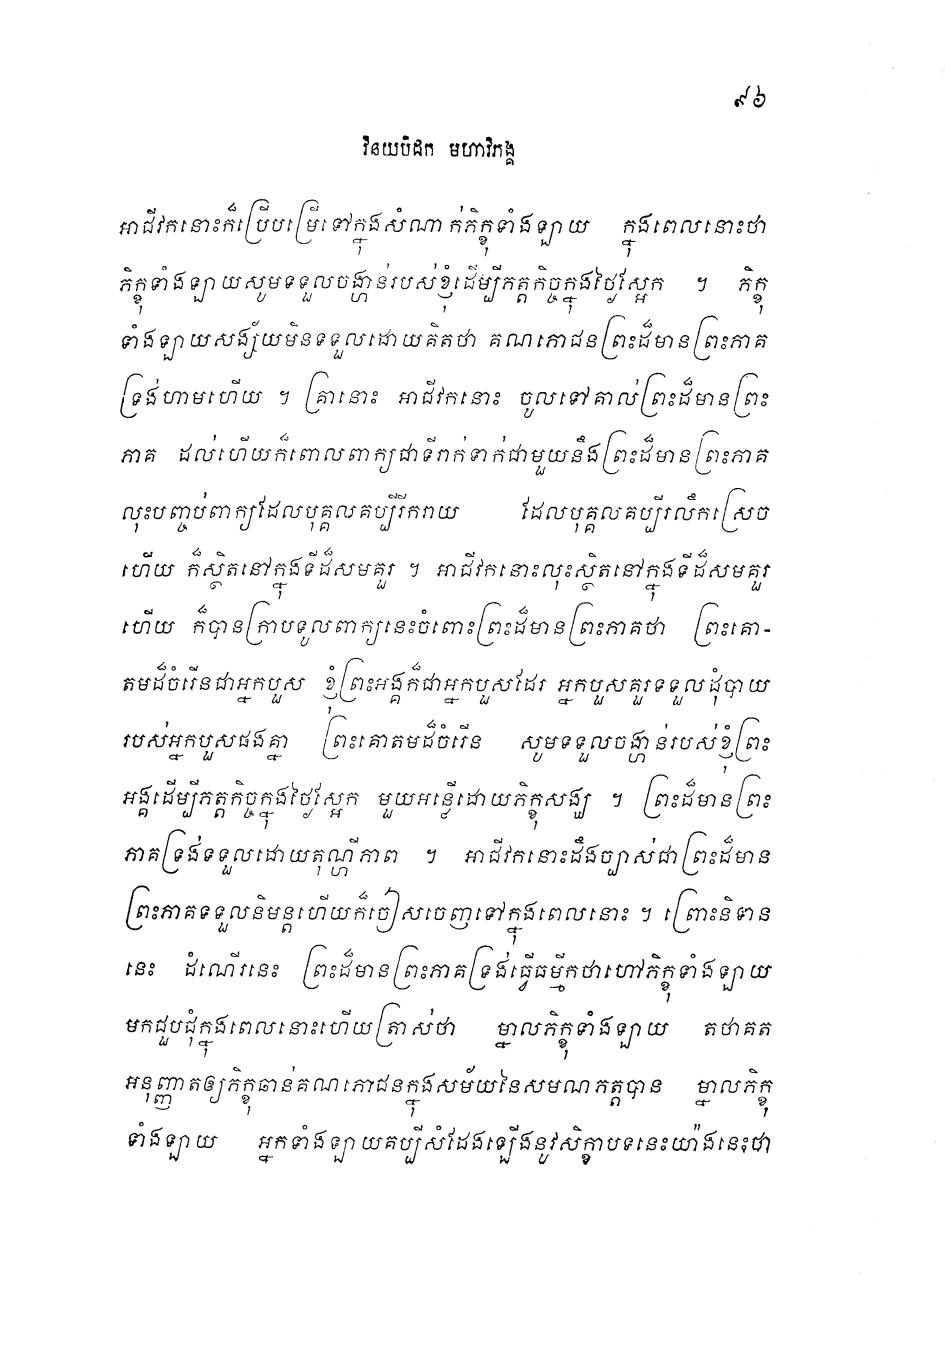 ៩៦
វិនយបិដក មហាវិភង្គ
អាជីវកនោះក៏ប្រើបម្រើទៅក្នុងសំណាក់ភិក្ខុទាំងឡាយ ក្នុងពេលនោះថា
ភិក្ខុទាំងឡាយសូមទទួលចង្ហាន់របស់ខ្ញុំដើម្បីភត្តកិច្ចក្នុងថ្ងៃស្អែក ។ ភិក្ខុ
ទាំងឡាយសង្ស័យមិនទទួលដោយគិតថា គណភោជនព្រះដ៏មានព្រះភាគ
ទ្រង់ហាមហើយ ។ គ្រានោះ អាជីវកនោះ ចូលទៅគាល់ព្រះដ៏មានព្រះ
ភាគ ដល់ហើយក៏ពោលពាក្យជាទីរាក់ទាក់ជាមួយនឹងព្រះដ៏មានព្រះភាគ
លុះបញ្ចប់ពាក្យដែលបុគ្គលគប្បីរីករាយ ដែលបុគ្គលគប្បីរលឹកស្រេច
ហើយ ក៏ស្ថិតនៅក្នុងទីដ៏សមគួរ ។ អាជីវកនោះលុះស្ថិតនៅក្នុងទីដ៏សមគួរ
ហើយ ក៏បានក្រាបទូលពាក្យនេះចំពោះព្រះដ៏មានព្រះភាគថា ព្រះគោ-
តមដ៏ចំរើនជាអ្នកបួស ខ្ញុំព្រះអង្គក៏ជាអ្នកបួសដែរ អ្នកបួសគួរទទួលដុំបាយ
របស់អ្នកបួសផងគ្នា ព្រះគោតមដ៏ចំរើន សូមទទួលចង្ហាន់របស់ខ្ញុំព្រះ
អង្គដើម្បីភត្តកិច្ចក្នុងថ្ងៃស្អែក មួយអន្លើដោយភិក្ខុសង្ឃ ។ ព្រះដ៏មានព្រះ
ភាគទ្រង់ទទួលដោយតុណ្ហីភាព ។ អាជីវកនោះដឹងច្បាស់ជាព្រះដ៏មាន
ព្រះភាគទទួលនិមន្តហើយក៏ចៀសចេញទៅក្នុងពេលនោះ ។ ព្រោះនិទាន
នេះ ដំណើរនេះ ព្រះដ៏មានព្រះភាគទ្រង់ធ្វើធម្មីកថាហៅភិក្ខុទាំងឡាយ
មកជួបជុំក្នុងពេលនោះហើយត្រាស់ថា ម្នាលភិក្ខុទាំងឡាយ តថាគត
អនុញ្ញាតឲ្យភិក្ខុឆាន់គណភោជនក្នុងសម័យនៃសមណភត្តបាន ម្នាលភិក្ខុ
ទាំងឡាយ អ្នកទាំងឡាយគប្បីសំដែងឡើងនូវសិក្ខាបទនេះយ៉ាងនេះថា